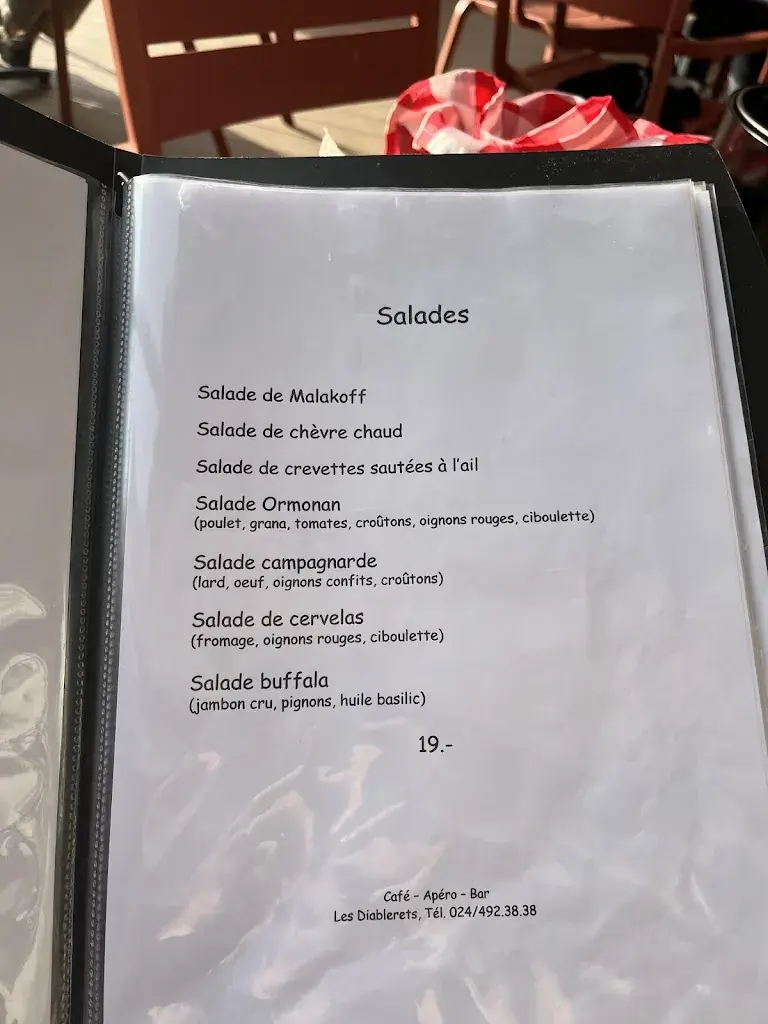 Salades
Salade de Malakoff
Salade de chèvre chaud
Salade de crevettes sautées à l'ail
Salade Ormonan
(poulet, grana, tomates, croûtons, oignons rouges, ciboulette)
Salade campagnarde
(lard, oeuf, oignons confits, croûtons)
Salade de cervelas
(fromage, oignons rouges, ciboulette)
Salade buffala
(jambon cru, pignons, huile basilic)
19.-
Café - Apéro - Bar
Les Diablerets, Tél. 024/492.38.38